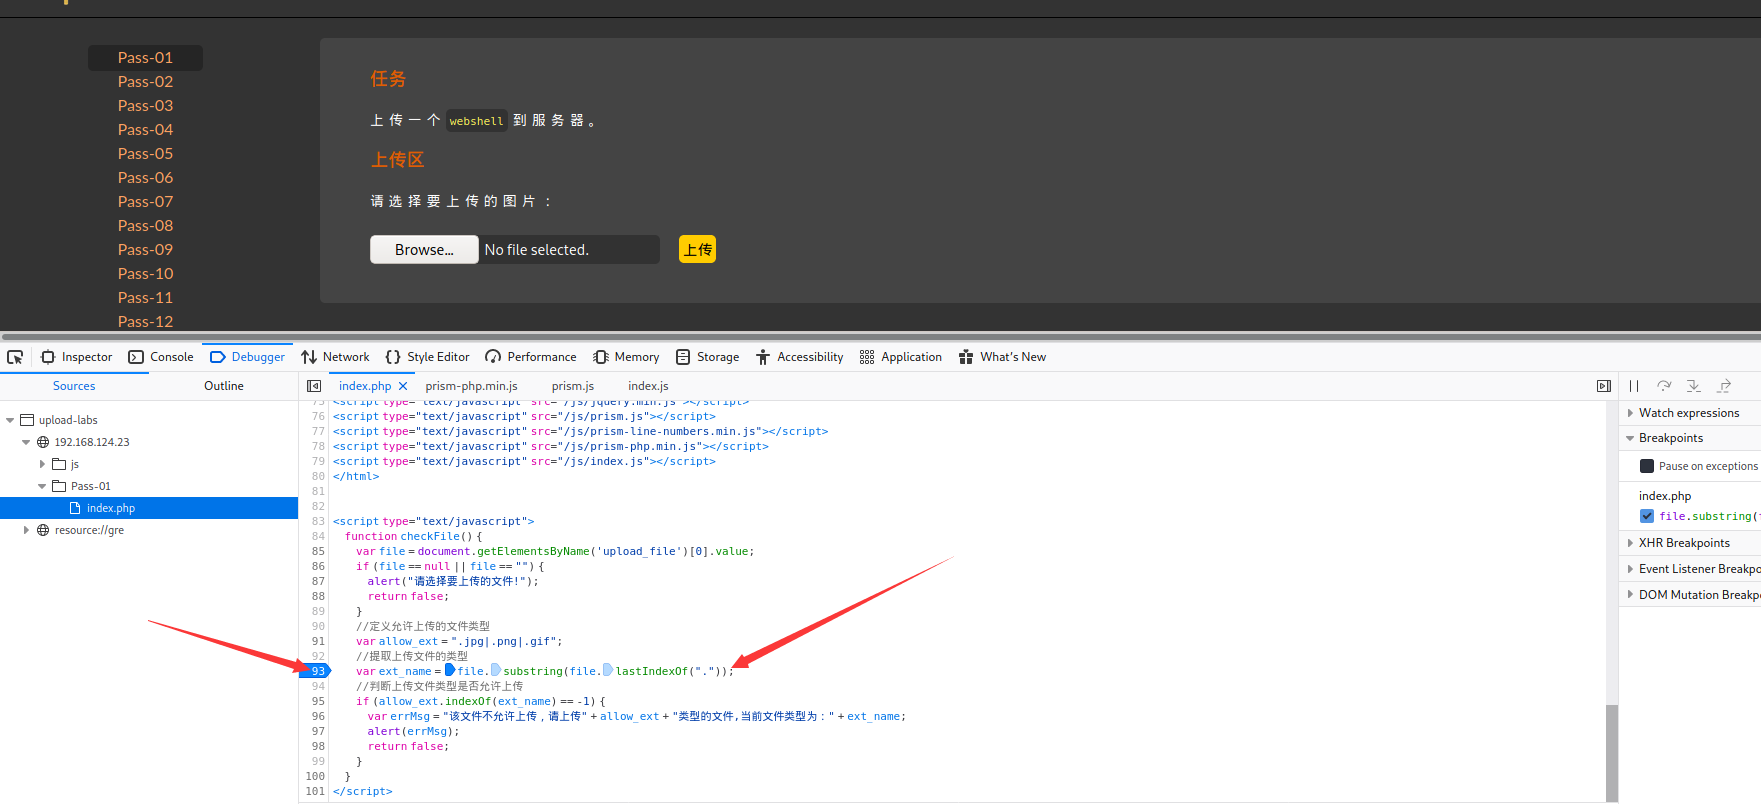 Pass-01
Pass-02
Pass-03
Pass-04
Pass-05
Pass-06
Pass-07
Pass-08
Pass-09
Pass-10
Pass-11
Pass-12
任务
上传一个 webshell 到服务器。
上传区
请选择要上传的图片：
Browse... No file selected. 上传
Inspector Console Debugger Network Style Editor Performance Memory Storage Accessibility Application What's New
Sources Outline
upload-labs
192.168.124.23
js
Pass-01
index.php
resource://gre
index.php prism-php.min.js prism.js index.js
75 <script type="text/javascript" src="/js/jquery.min.js"></script>
76 <script type="text/javascript" src="/js/prism.js"></script>
77 <script type="text/javascript" src="/js/prism-line-numbers.min.js"></script>
78 <script type="text/javascript" src="/js/prism-php.min.js"></script>
79 <script type="text/javascript" src="/js/index.js"></script>
80 </html>
81
82
83 <script type="text/javascript">
84 function checkFile() {
85 var file = document.getElementsByName('upload_file')[0].value;
86 if (file == null || file == "") {
87 alert("请选择要上传的文件!");
88 return false;
89 }
90 //定义允许上传的文件类型
91 var allow_ext = ".jpg|.png|.gif";
92 //提取上传文件的类型
93 var ext_name = file.substring(file.lastIndexOf("."));
94 //判断上传文件类型是否允许上传
95 if (allow_ext.indexOf(ext_name) == -1) {
96 var errMsg = "该文件不允许上传，请上传" + allow_ext + "类型的文件,当前文件类型为：" + ext_name;
97 alert(errMsg);
98 return false;
99 }
100 }
101 </script>
Watch expressions
Breakpoints
Pause on exceptions
index.php
file.substring(
XHR Breakpoints
Event Listener Breakpo
DOM Mutation Breakp